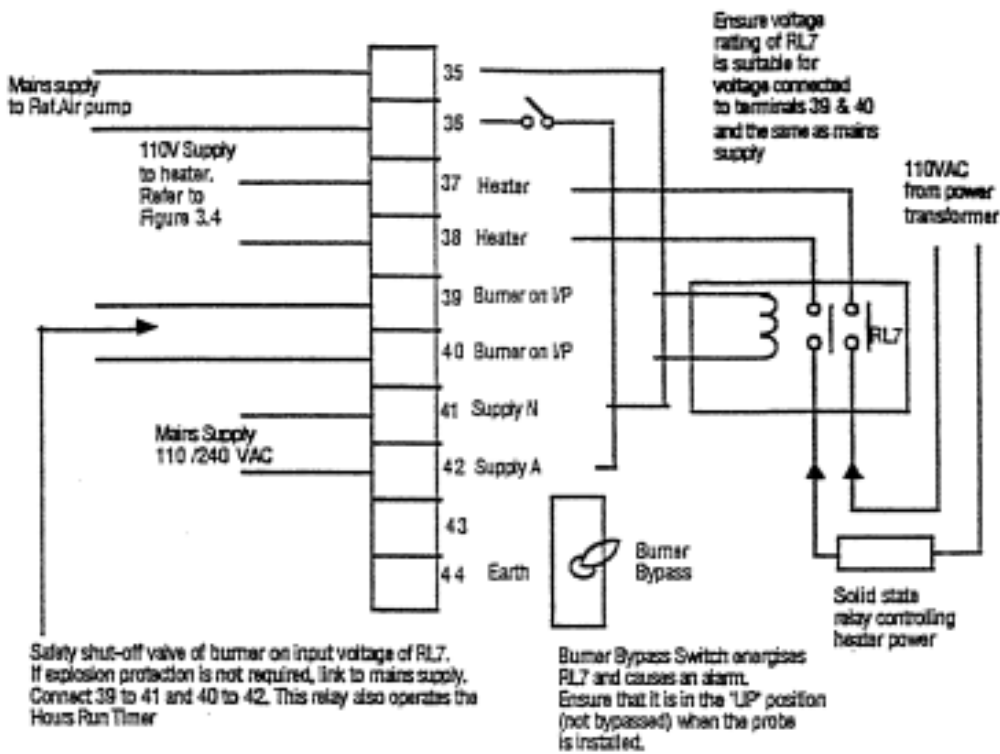 Ensure voltage
rating of RL7
is suitable for
voltage connected
to terminals 39 & 40
and the same as mains
supply
Mains supply
to Ref. Air pump
35
36
110V Supply
to heater.
Refer to
Figure 3.4
37 Heater
38 Heater
110VAC
from power
transformer
39 Burner on I/P
40 Burner on I/P
RL7
41 Supply N
Mains Supply
110 /240 VAC
42 Supply A
43
44 Earth
Burner
Bypass
Solid state
relay controlling
heater power
Safety shut-off valve of burner on input voltage of RL7.
If explosion protection is not required, link to mains supply.
Connect 39 to 41 and 40 to 42. This relay also operates the
Hours Run Timer
Burner Bypass Switch energises
RL7 and causes an alarm.
Ensure that it is in the "UP" position
(not bypassed) when the probe
is installed.